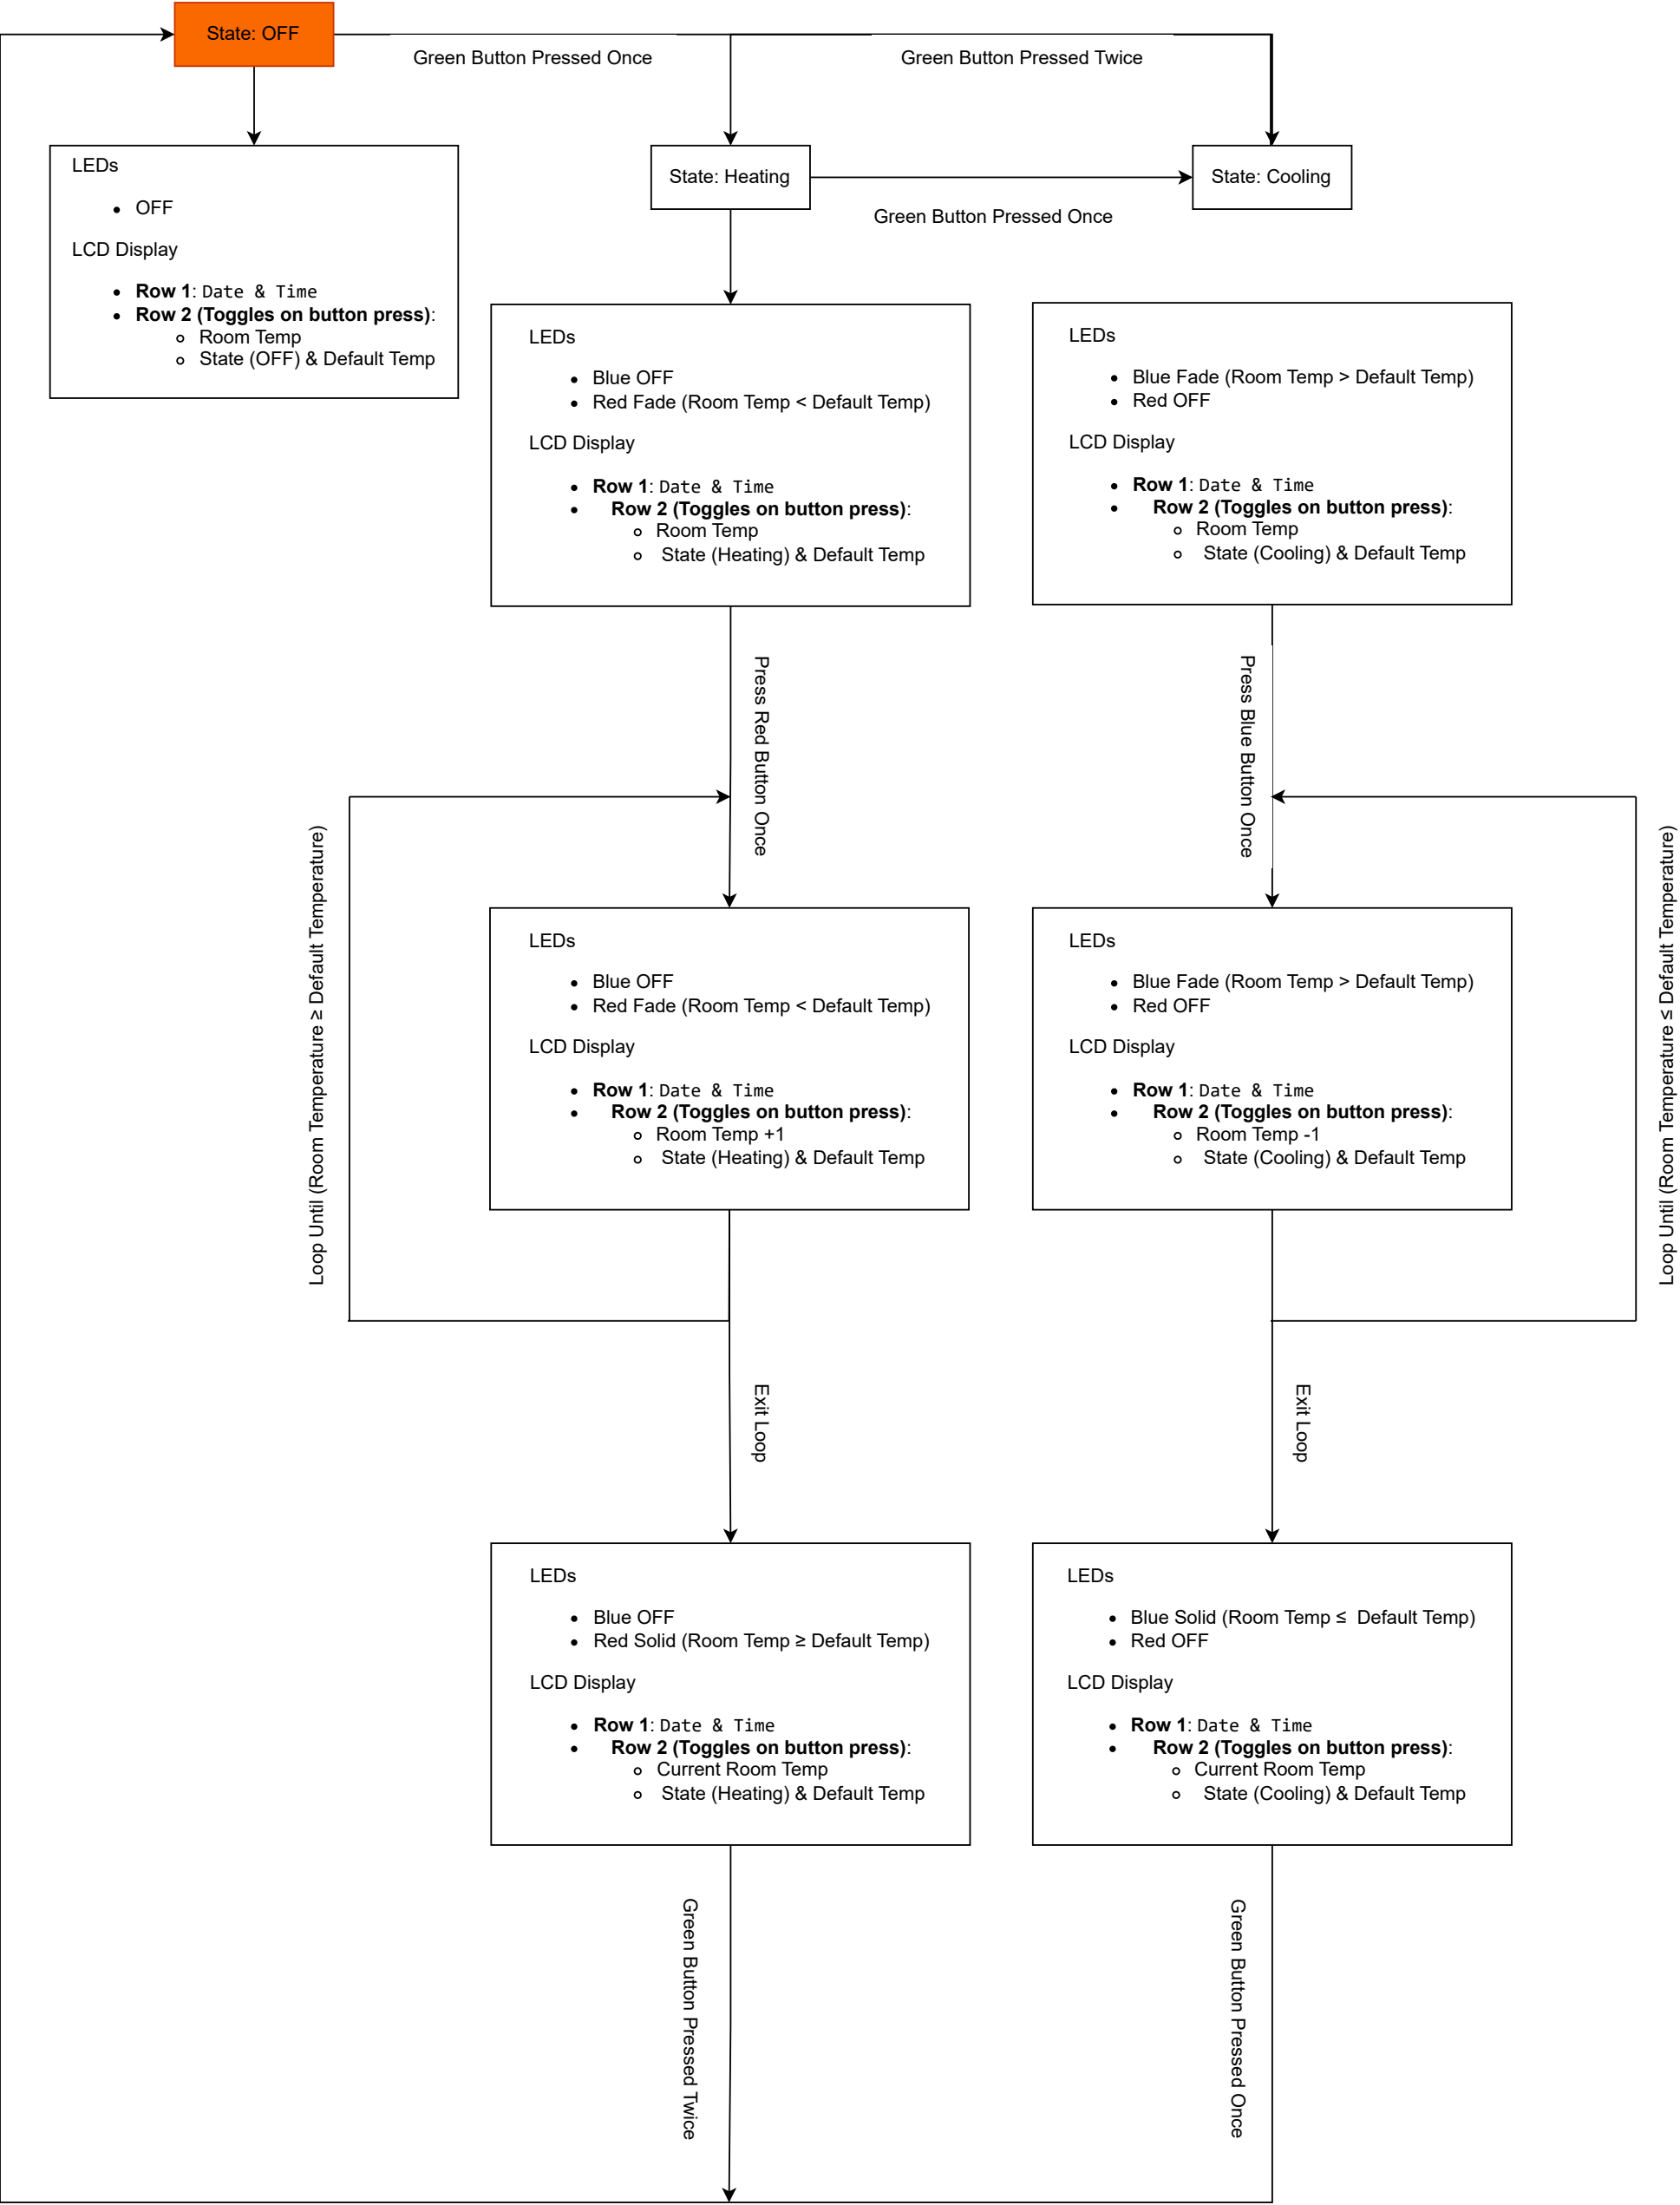 State: OFF
Green Button Pressed Once
Green Button Pressed Twice
LEDs
OFF
LCD Display
Row 1: Date & Time
Row 2 (Toggles on button press):
Room Temp
State (OFF) & Default Temp
State: Heating
Green Button Pressed Once
State: Cooling
LEDs
Blue OFF
Red Fade (Room Temp < Default Temp)
LCD Display
Row 1: Date & Time
Row 2 (Toggles on button press):
Room Temp
State (Heating) & Default Temp
LEDs
Blue Fade (Room Temp > Default Temp)
Red OFF
LCD Display
Row 1: Date & Time
Row 2 (Toggles on button press):
Room Temp
State (Cooling) & Default Temp
Press Red Button Once
Press Blue Button Once
Loop Until (Room Temperature ≥ Default Temperature)
LEDs
Blue OFF
Red Fade (Room Temp < Default Temp)
LCD Display
Row 1: Date & Time
Row 2 (Toggles on button press):
Room Temp +1
State (Heating) & Default Temp
LEDs
Blue Fade (Room Temp > Default Temp)
Red OFF
LCD Display
Row 1: Date & Time
Row 2 (Toggles on button press):
Room Temp -1
State (Cooling) & Default Temp
Loop Until (Room Temperature ≤ Default Temperature)
Exit Loop
Exit Loop
LEDs
Blue OFF
Red Solid (Room Temp ≥ Default Temp)
LCD Display
Row 1: Date & Time
Row 2 (Toggles on button press):
Current Room Temp
State (Heating) & Default Temp
LEDs
Blue Solid (Room Temp ≤ Default Temp)
Red OFF
LCD Display
Row 1: Date & Time
Row 2 (Toggles on button press):
Current Room Temp
State (Cooling) & Default Temp
Green Button Pressed Twice
Green Button Pressed Once